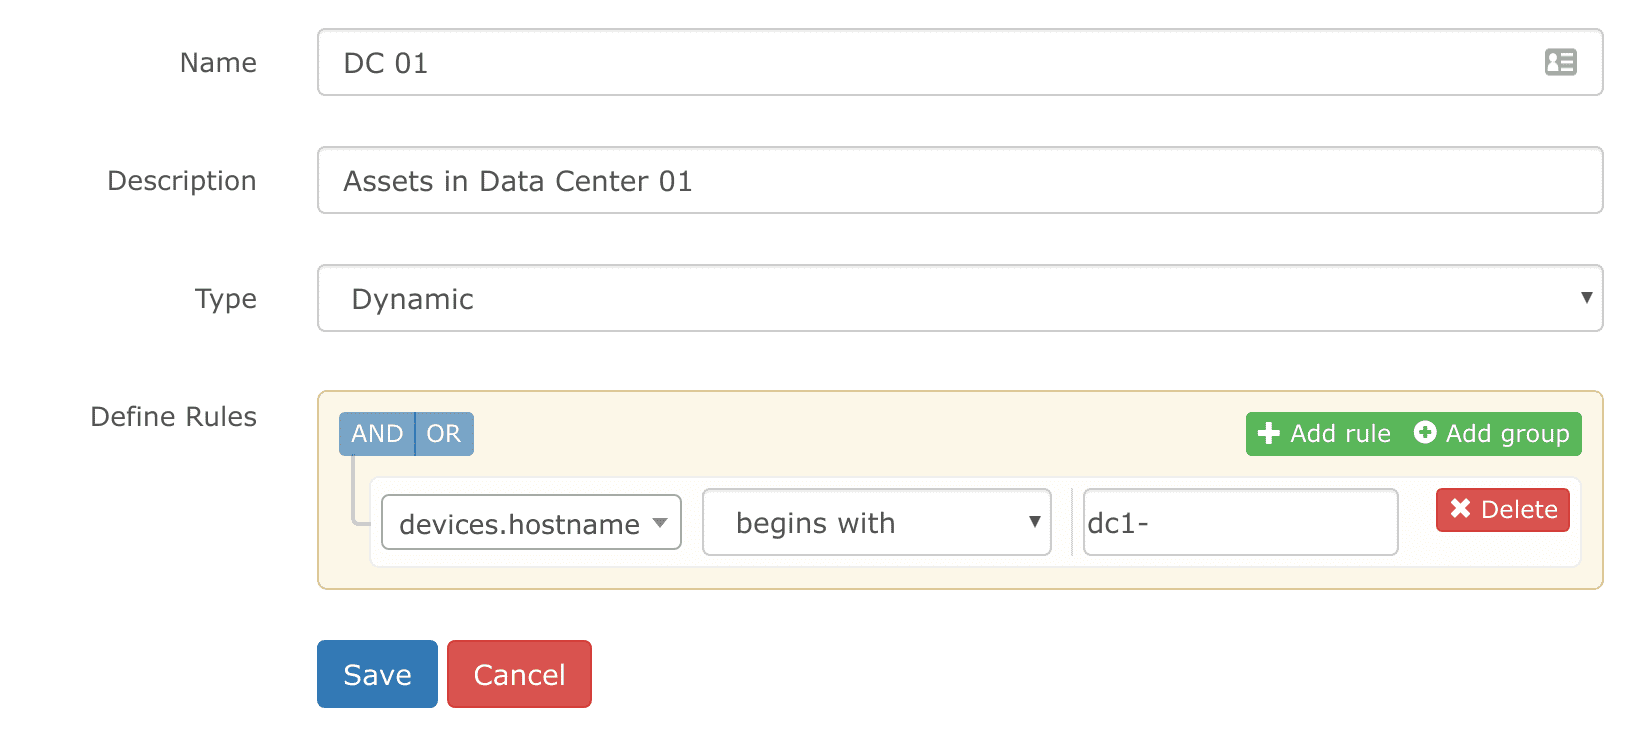 Name DC 01
Description Assets in Data Center 01
Type Dynamic
Define Rules
AND OR Add rule Add group
devices.hostname begins with dc1- Delete
Save Cancel